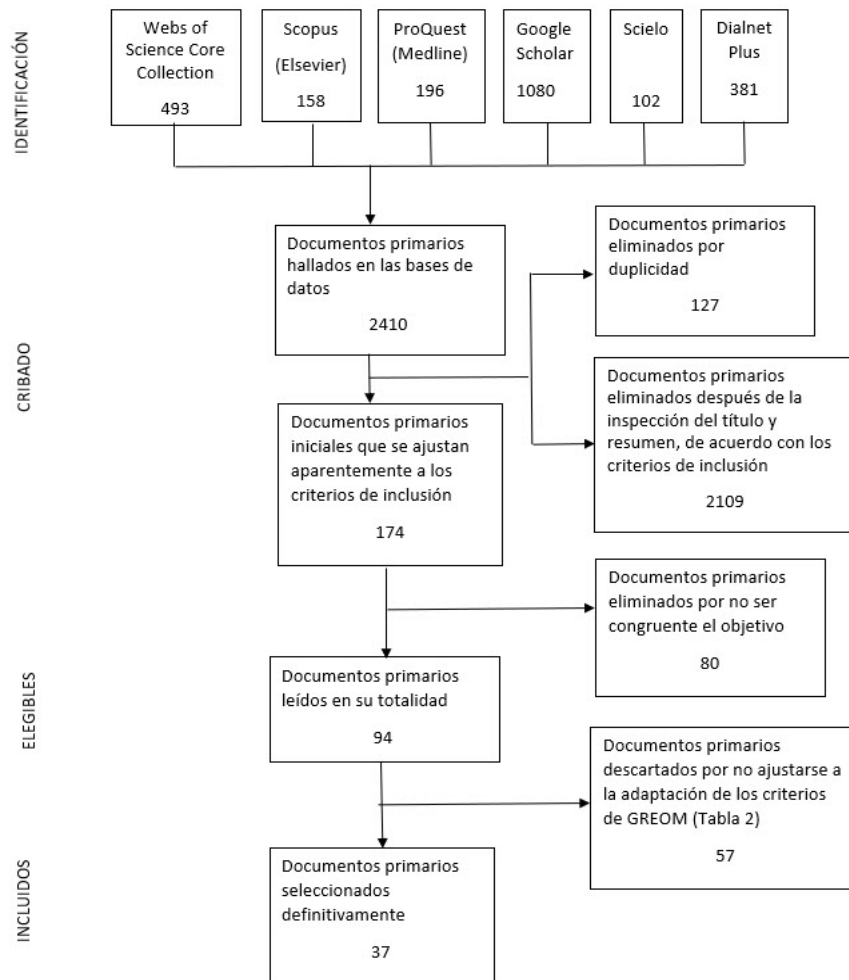 IDENTIFICACIÓN
Webs of
Science Core
Collection
493
Scopus
(Elsevier)
158
ProQuest
(Medline)
196
Google
Scholar
1080
Scielo
102
Dialnet
Plus
381
CRIBADO
Documentos primarios
hallados en las bases de
datos
2410
Documentos primarios
eliminados por
duplicidad
127
Documentos primarios
eliminados después de la
inspección del título y
resumen, de acuerdo con los
criterios de inclusión
2109
Documentos primarios
iniciales que se ajustan
aparentemente a los
criterios de inclusión
174
Documentos primarios
eliminados por no ser
congruente el objetivo
80
ELEGIBLES
Documentos primarios
leídos en su totalidad
94
Documentos primarios
descartados por no ajustarse a
la adaptación de los criterios
de GREOM (Tabla 2)
57
INCLUIDOS
Documentos primarios
seleccionados
definitivamente
37